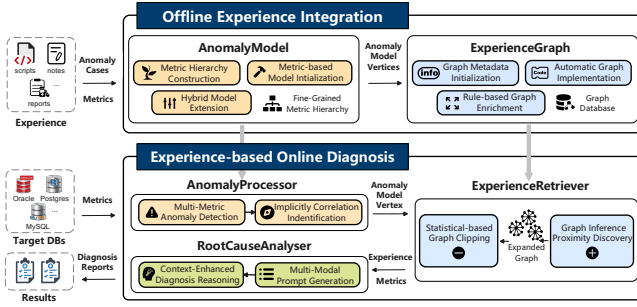 Offline Experience Integration
scripts
notes
...
reports
Experience
Anomaly
Cases
Metrics
AnomalyModel
Metric Hierarchy
Construction
Metric-based
Model Intialization
Hybrid Model
Extension
Fine-Grained
Metric Hierarchy
Anomaly
Model
Vertices
ExperienceGraph
info
Graph Metadata
Initialization
Code
Automatic Graph
Implementation
Rule-based Graph
Enrichment
Graph
Database
Experience-based Online Diagnosis
Oracle
Postgres
MySQL
...
Target DBs
Metrics
AnomalyProcessor
Multi-Metric
Anomaly Detection
Implicitly Correlation
Indentification
Anomaly
Model
Vertex
ExperienceRetriever
Statistical-based
Graph Clipping
Expanded
Graph
Graph Inference
Proximity Discovery
RootCauseAnalyser
Context-Enhanced
Diagnosis Reasoning
Multi-Modal
Prompt Generation
Experience
Metrics
Diagnosis
Reports
Results